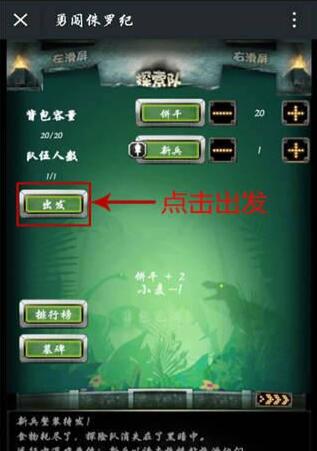 勇闯侏罗纪
左滑屏
探索队
右滑屏
背包容量
20/20
饼干
20
队伍人数
1/1
新兵
1
出发
点击出发
饼干 + 2
小麦 -1
排行榜
墓碑
新兵整装待发!
食物耗尽了, 探险队消失在了黑暗中。